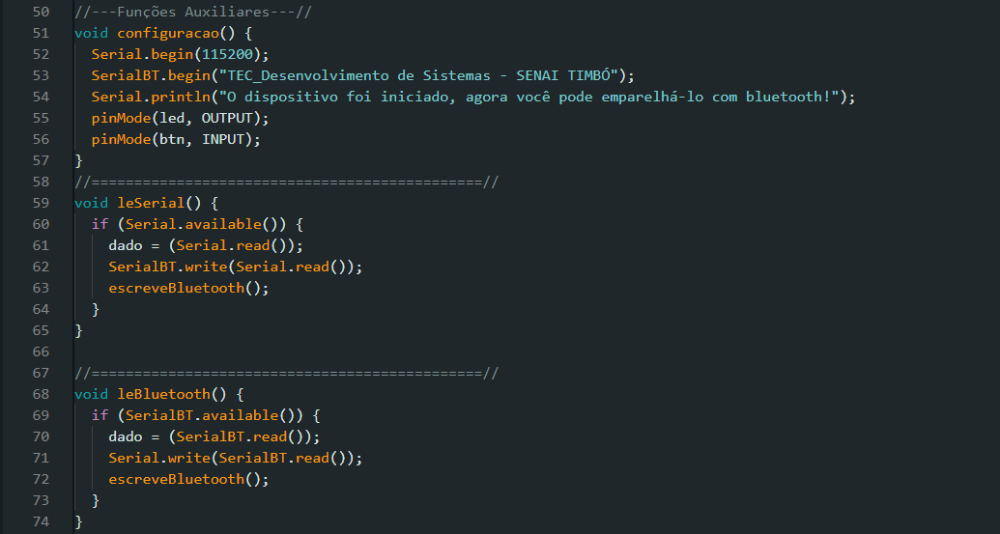 50 //---Funções Auxiliares---//
51 void configuracao() {
52   Serial.begin(115200);
53   SerialBT.begin("TEC_Desenvolvimento de Sistemas - SENAI TIMBÓ");
54   Serial.println("O dispositivo foi iniciado, agora você pode emparelhá-lo com bluetooth!");
55   pinMode(led, OUTPUT);
56   pinMode(btn, INPUT);
57 }
58 //==============================================//
59 void leSerial() {
60   if (Serial.available()) {
61     dado = (Serial.read());
62     SerialBT.write(Serial.read());
63     escreveBluetooth();
64   }
65 }
66
67 //==============================================//
68 void leBluetooth() {
69   if (SerialBT.available()) {
70     dado = (SerialBT.read());
71     Serial.write(SerialBT.read());
72     escreveBluetooth();
73   }
74 }